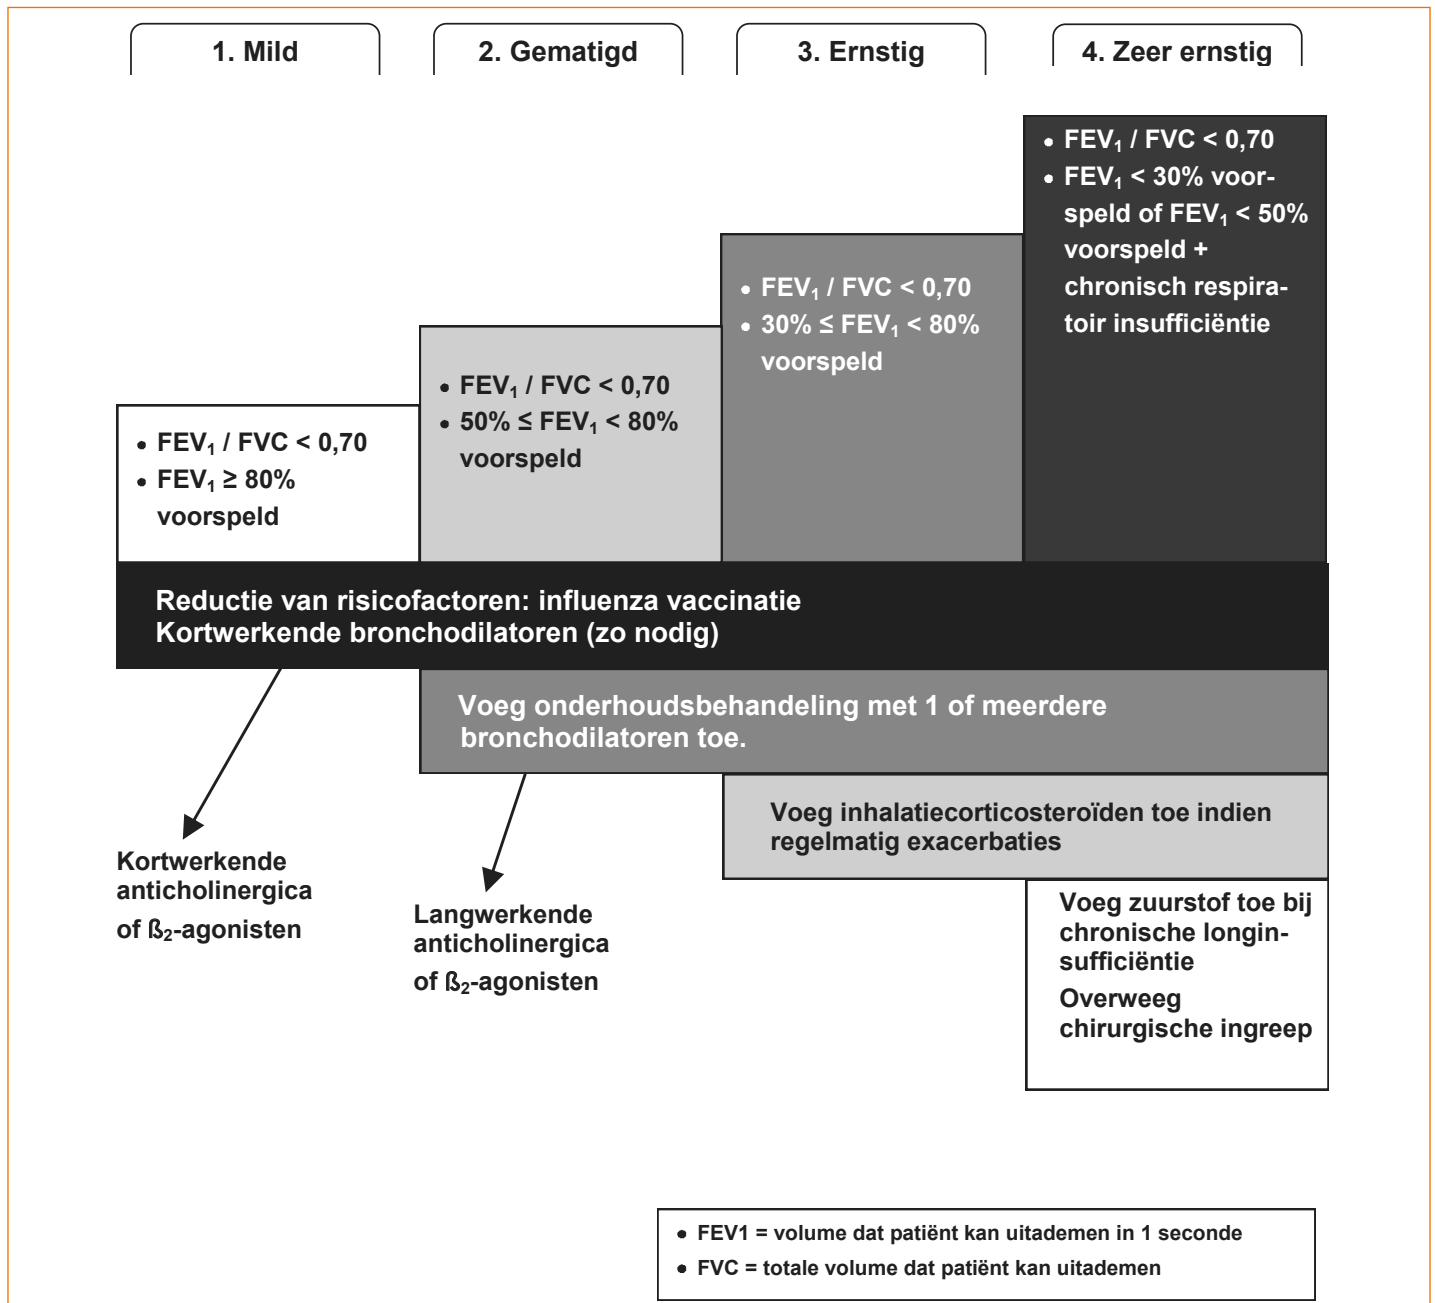 1. Mild
2. Gematigd
3. Ernstig
4. Zeer ernstig
• FEV₁ / FVC < 0,70
• FEV₁ ≥ 80%
voorspeld
• FEV₁ / FVC < 0,70
• 50% ≤ FEV₁ < 80%
voorspeld
• FEV₁ / FVC < 0,70
• 30% ≤ FEV₁ < 80%
voorspeld
• FEV₁ / FVC < 0,70
• FEV₁ < 30% voor-
speld of FEV₁ < 50%
voorspeld +
chronisch respira-
toir insufficiëntie
Reductie van risicofactoren: influenza vaccinatie
Kortwerkende bronchodilatoren (zo nodig)
Voeg onderhoudsbehandeling met 1 of meerdere
bronchodilatoren toe.
Voeg inhalatiecorticosteroïden toe indien
regelmatig exacerbaties
Kortwerkende
anticholinergica
of ß₂-agonisten
Langwerkende
anticholinergica
of ß₂-agonisten
Voeg zuurstof toe bij
chronische longin-
sufficiëntie
Overweeg
chirurgische ingreep
• FEV1 = volume dat patiënt kan uitademen in 1 seconde
• FVC = totale volume dat patiënt kan uitademen